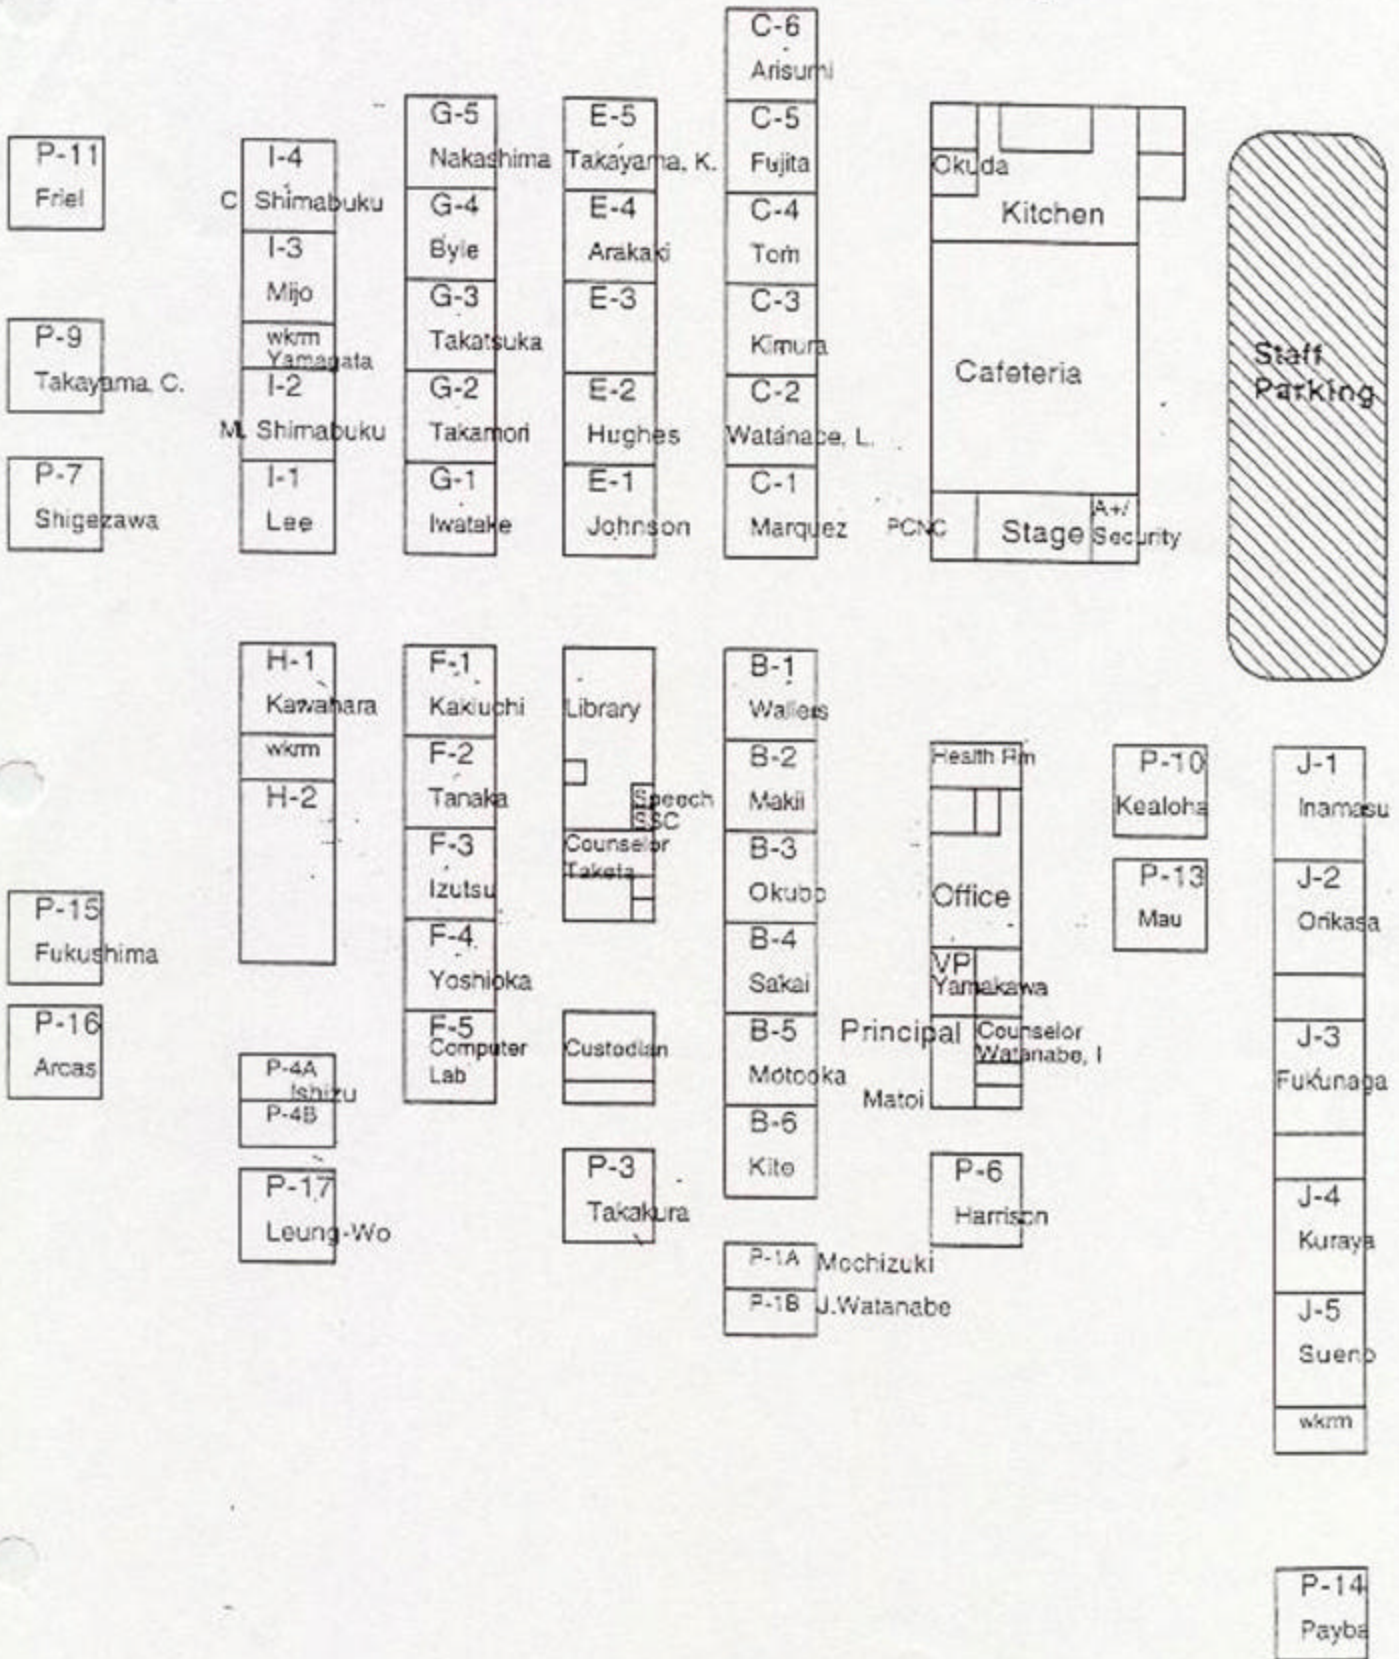 P-11
Friel
P-9
Takayama, C.
P-7
Shigezawa
P-15
Fukushima
P-16
Arcas
I-4
C Shimabuku
I-3
Mijo
wkrm
Yamagata
I-2
M. Shimabuku
I-1
Lee
H-1
Kawahara
wkrm
H-2
P-4A
Ishizu
P-4B
P-17
Leung-Wo
G-5
Nakashima
G-4
Byle
G-3
Takatsuka
G-2
Takamori
G-1
Iwatake
F-1
Kakiuchi
F-2
Tanaka
F-3
Izutsu
F-4
Yoshioka
F-5
Computer
Lab
E-5
Takayama, K.
E-4
Arakaki
E-3
E-2
Hughes
E-1
Johnson
Library
Speech
SSC
Counselor
Taketa
Custodian
P-3
Takakura
C-6
Arisumi
C-5
Fujita
C-4
Tom
C-3
Kimura
C-2
Watanabe, L.
C-1
Marquez
B-1
Wallers
B-2
Makii
B-3
Okubo
B-4
Sakai
B-5
Motooka
B-6
Kito
P-1A Mochizuki
P-1B J.Watanabe
Okuda
Kitchen
Cafeteria
PCNC
Stage
A+/
Security
Health Rm
Office
VP
Yamakawa
Principal
Matoi
Counselor
Watanabe, I
P-6
Harrison
P-10
Kealoha
P-13
Mau
Staff
Parking
J-1
Inamasu
J-2
Orikasa
J-3
Fukunaga
J-4
Kuraya
J-5
Sueno
wkrm
P-14
Payba